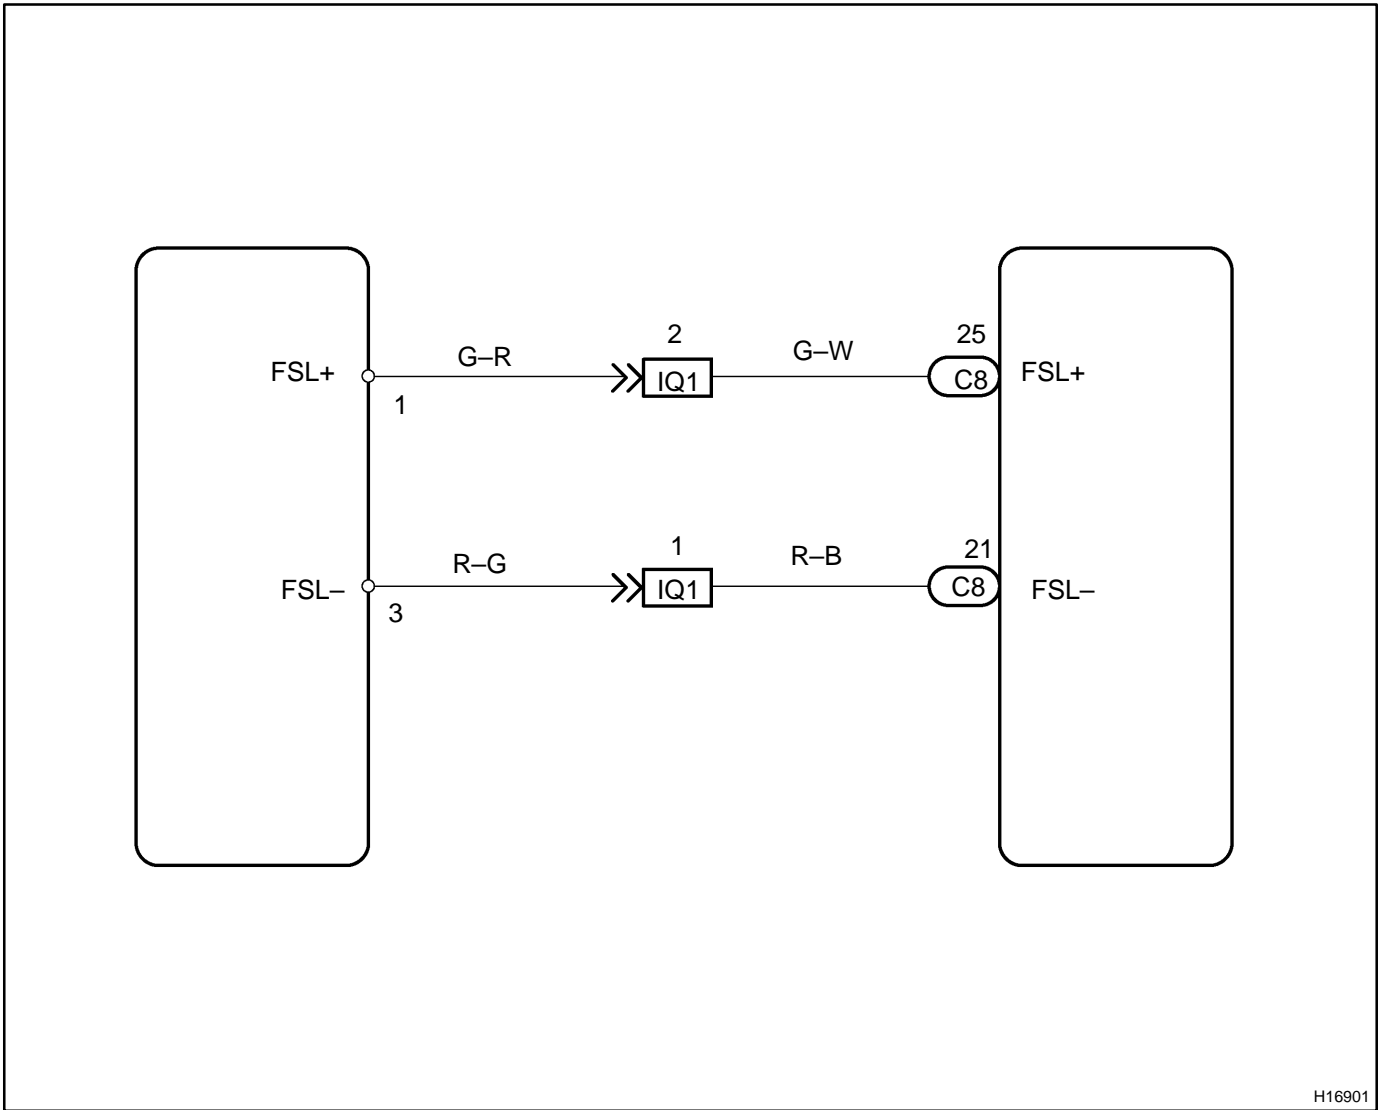 2 25
G–R G–W
FSL+ IQ1 C8 FSL+
1
1 21
R–G R–B
FSL– IQ1 C8 FSL–
3
H16901